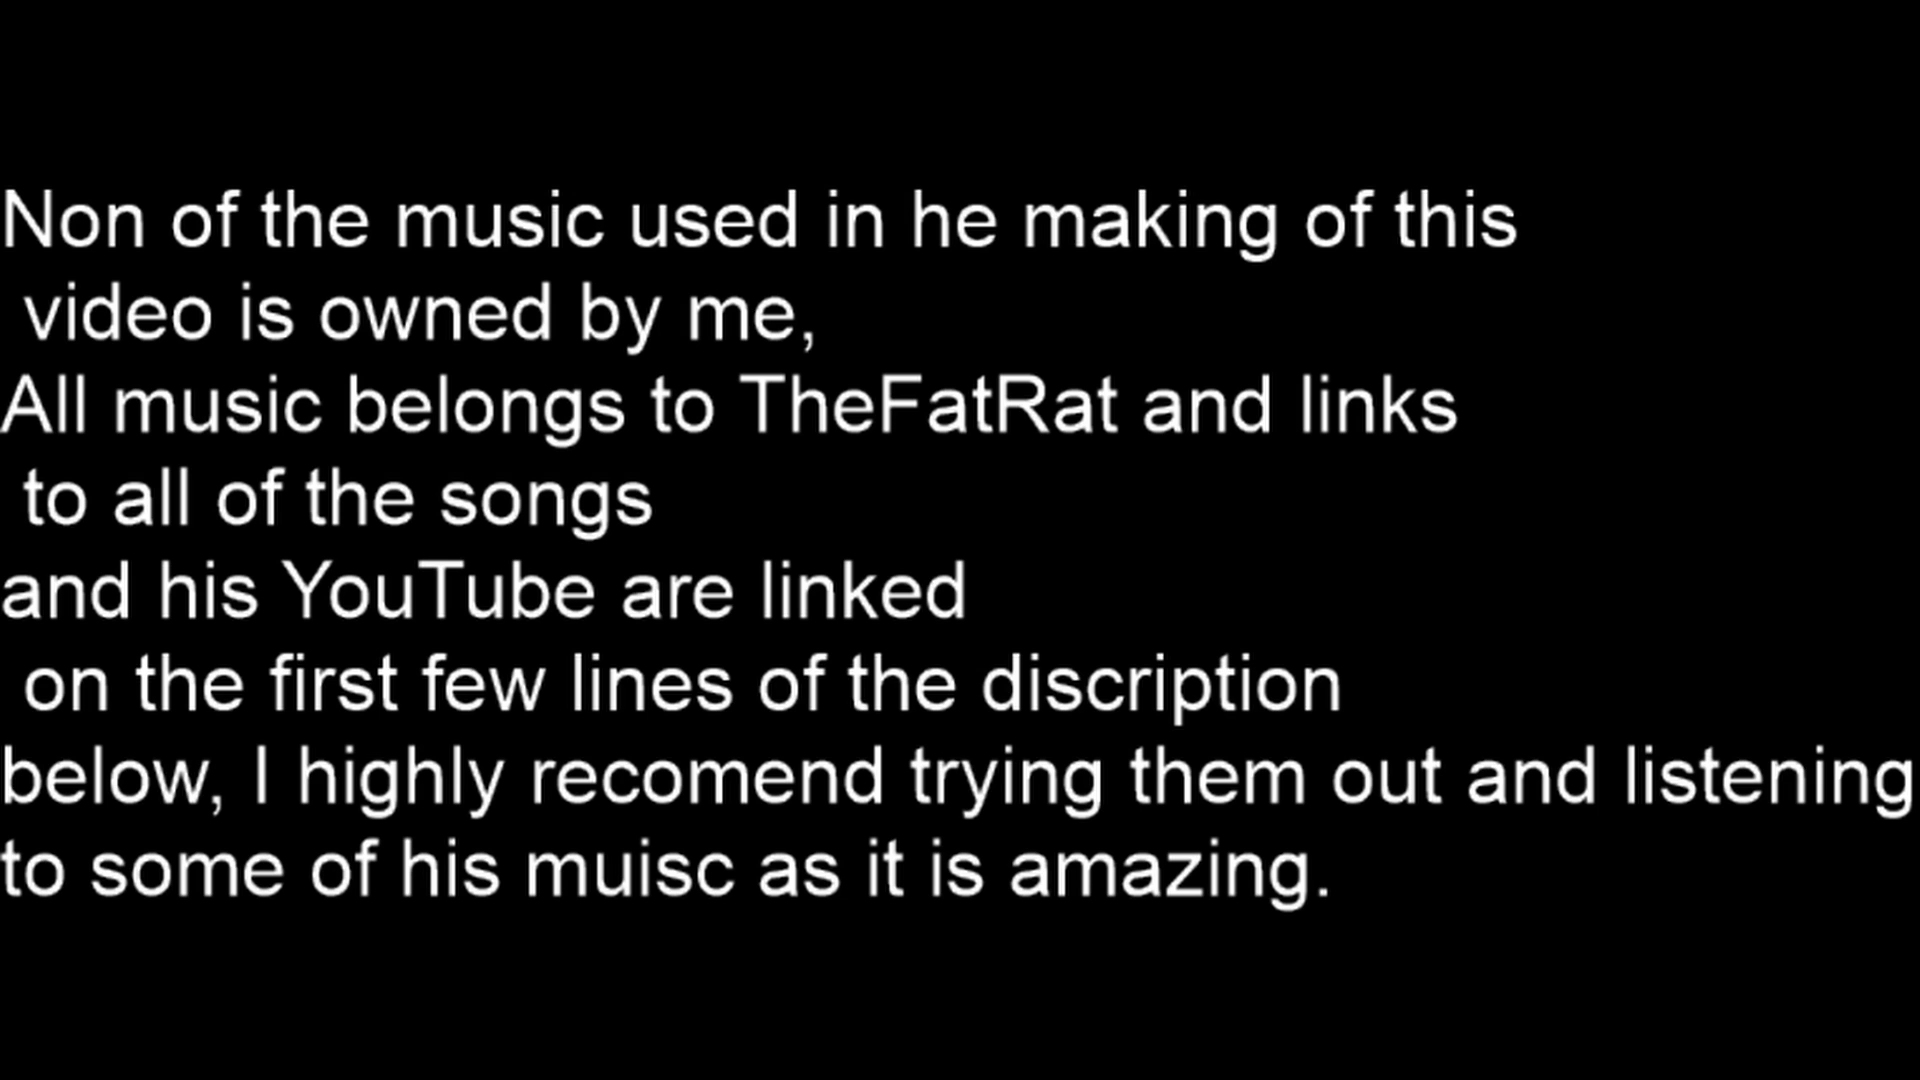 Non of the music used in he making of this
video is owned by me,
All music belongs to TheFatRat and links
to all of the songs
and his YouTube are linked
on the first few lines of the discription
below, I highly recomend trying them out and listening
to some of his muisc as it is amazing.